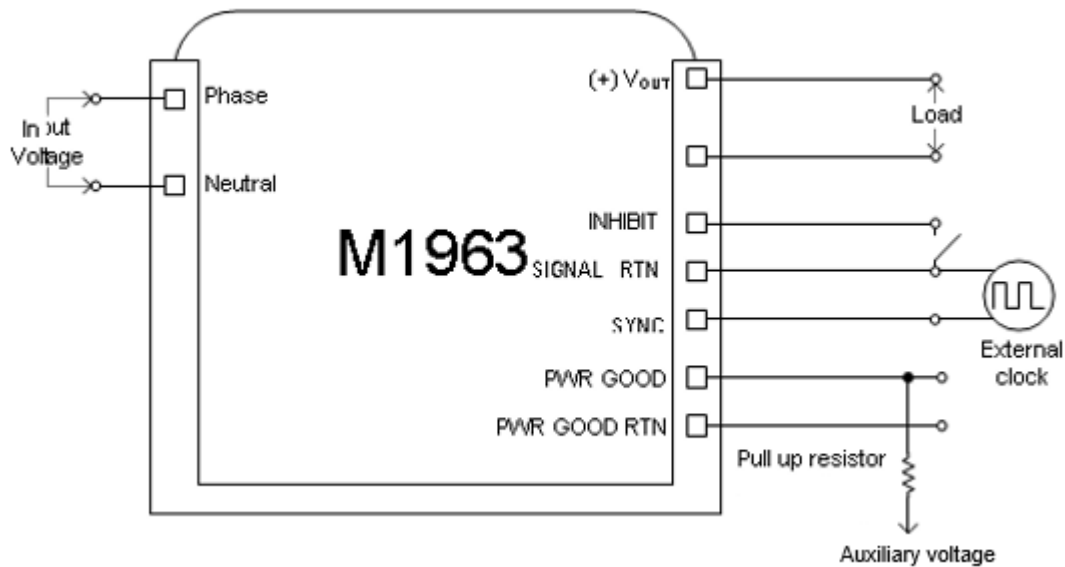 Phase
Input
Voltage
Neutral
M1963
(+) VOUT
Load
INHIBIT
SIGNAL RTN
SYNC
External
clock
PWR GOOD
PWR GOOD RTN
Pull up resistor
Auxiliary voltage